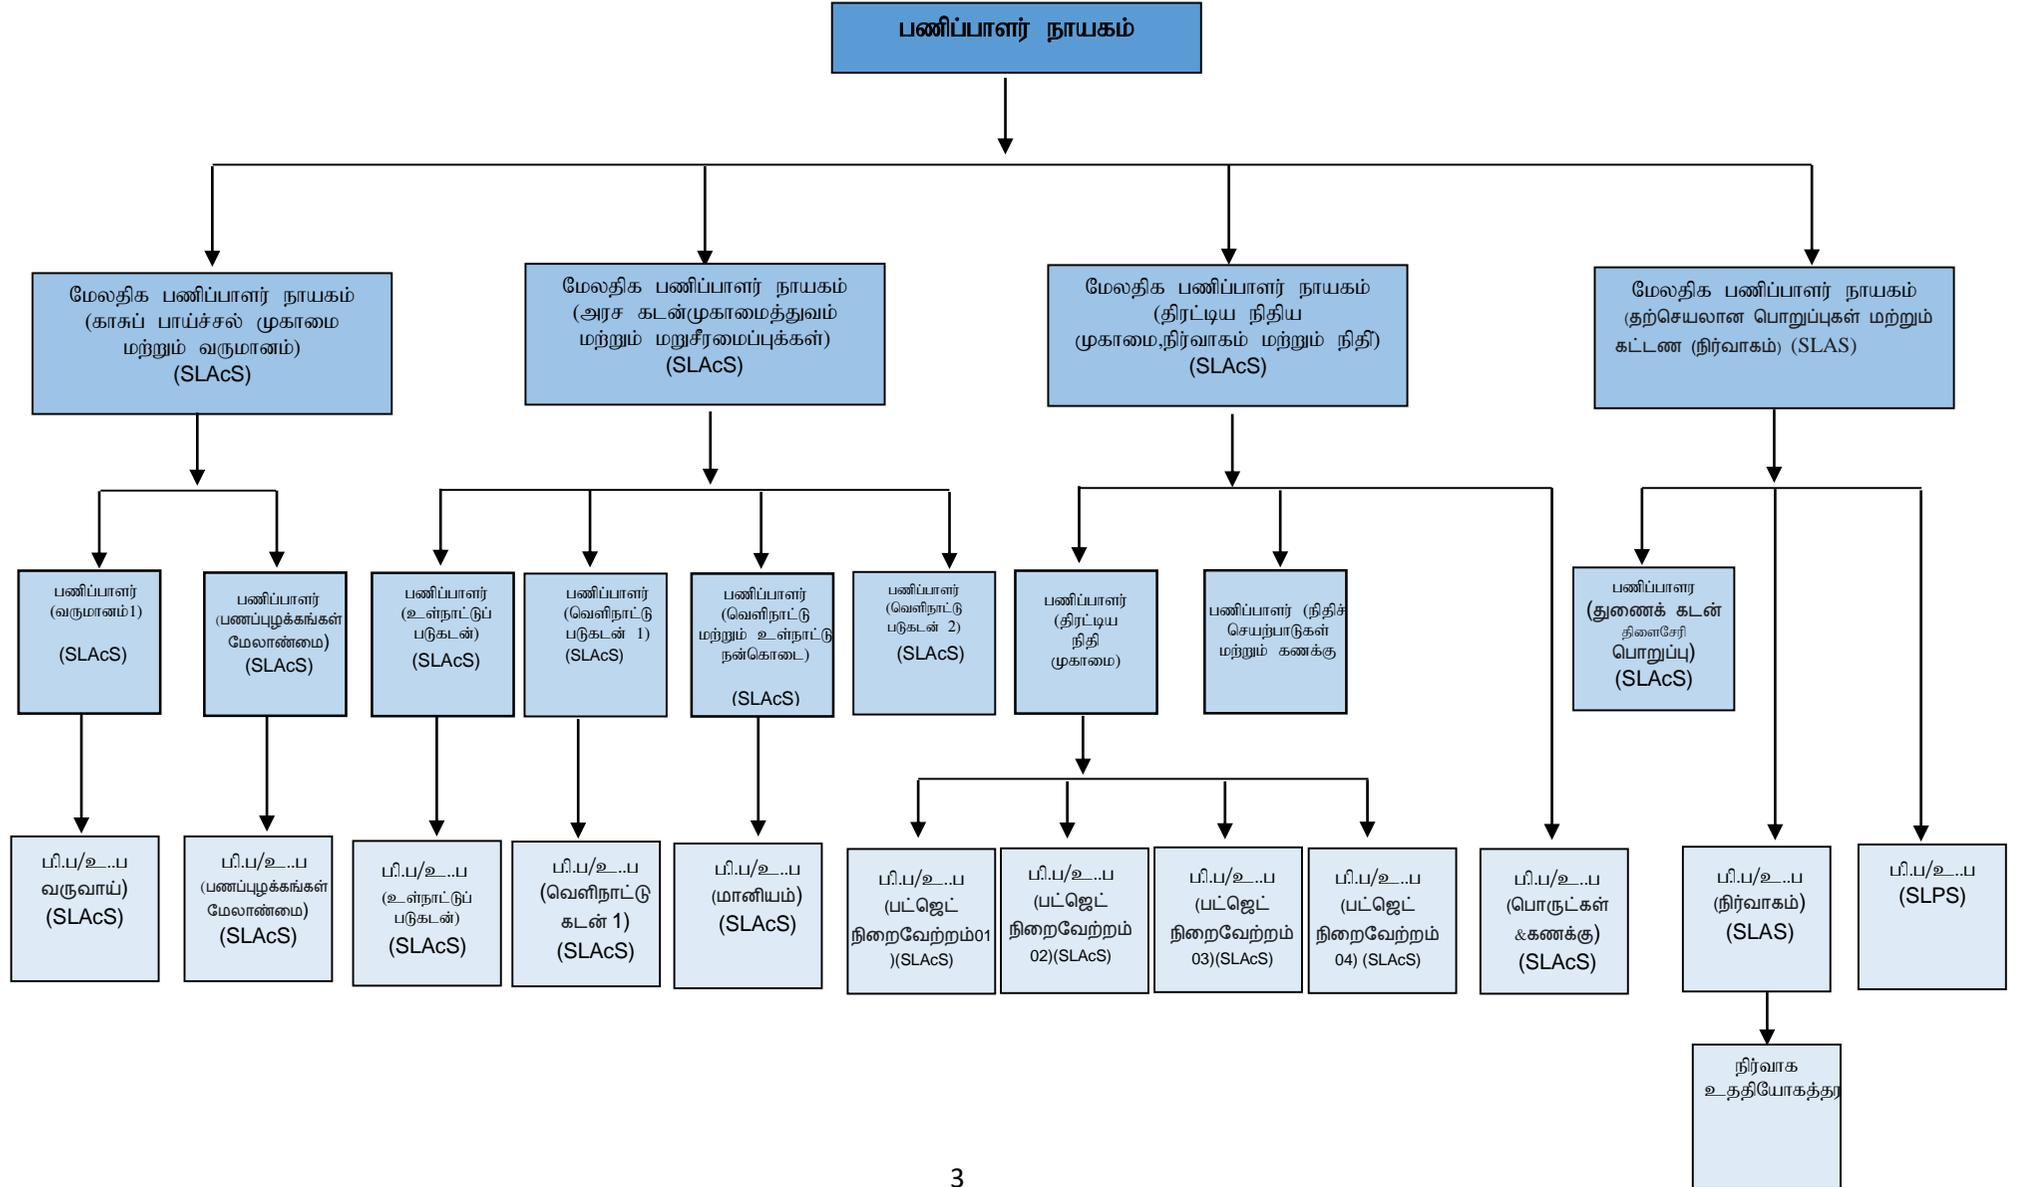 பணிப்பாளர் நாயகம்
மேலதிக பணிப்பாளர் நாயகம்
(காசுப் பாய்ச்சல் முகாமை
மற்றும் வருமானம்)
(SLAcS)
மேலதிக பணிப்பாளர் நாயகம்
(அரச கடன்முகாமைத்துவம்
மற்றும் மறுசீரமைப்புக்கள்)
(SLAcS)
மேலதிக பணிப்பாளர் நாயகம்
(திரட்டிய நிதிய
முகாமை,நிர்வாகம் மற்றும் நிதி)
(SLAcS)
மேலதிக பணிப்பாளர் நாயகம்
(தற்செயலான பொறுப்புகள் மற்றும்
கட்டண (நிர்வாகம்) (SLAS)
பணிப்பாளர்
(வருமானம்1)
(SLAcS)
பணிப்பாளர்
(பணப்புழக்கங்கள்
மேலாண்மை)
(SLAcS)
பணிப்பாளர்
(உள்நாட்டுப்
படுகடன்)
(SLAcS)
பணிப்பாளர்
(வெளிநாட்டு
படுகடன் 1)
(SLAcS)
பணிப்பாளர்
(வெளிநாட்டு
மற்றும் உள்நாட்டு
நன்கொடை)
(SLAcS)
பணிப்பாளர்
(வெளிநாட்டு
படுகடன் 2)
(SLAcS)
பணிப்பாளர்
(திரட்டிய
நிதி
முகாமை)
பணிப்பாளர் (நிதிச்
செயற்பாடுகள்
மற்றும் கணக்கு
பணிப்பாளர
(துணைக் கடன்
திளைசேரி
பொறுப்பு)
(SLAcS)
பி.ப/உ..ப
வருவாய்)
(SLAcS)
பி.ப/உ..ப
(பணப்புழக்கங்கள்
மேலாண்மை)
(SLAcS)
பி.ப/உ..ப
(உள்நாட்டுப்
படுகடன்)
(SLAcS)
பி.ப/உ..ப
(வெளிநாட்டு
கடன் 1)
(SLAcS)
பி.ப/உ..ப
(மானியம்)
(SLAcS)
பி.ப/உ..ப
(பட்ஜெட்
நிறைவேற்றம்01
)(SLAcS)
பி.ப/உ..ப
(பட்ஜெட்
நிறைவேற்றம்
02)(SLAcS)
பி.ப/உ..ப
(பட்ஜெட்
நிறைவேற்றம்
03)(SLAcS)
பி.ப/உ..ப
(பட்ஜெட்
நிறைவேற்றம்
04) (SLAcS)
பி.ப/உ..ப
(பொருட்கள்
&கணக்கு)
(SLAcS)
பி.ப/உ..ப
(நிர்வாகம்)
(SLAS)
பி.ப/உ..ப
(SLPS)
நிர்வாக
உததியோகத்தர
3